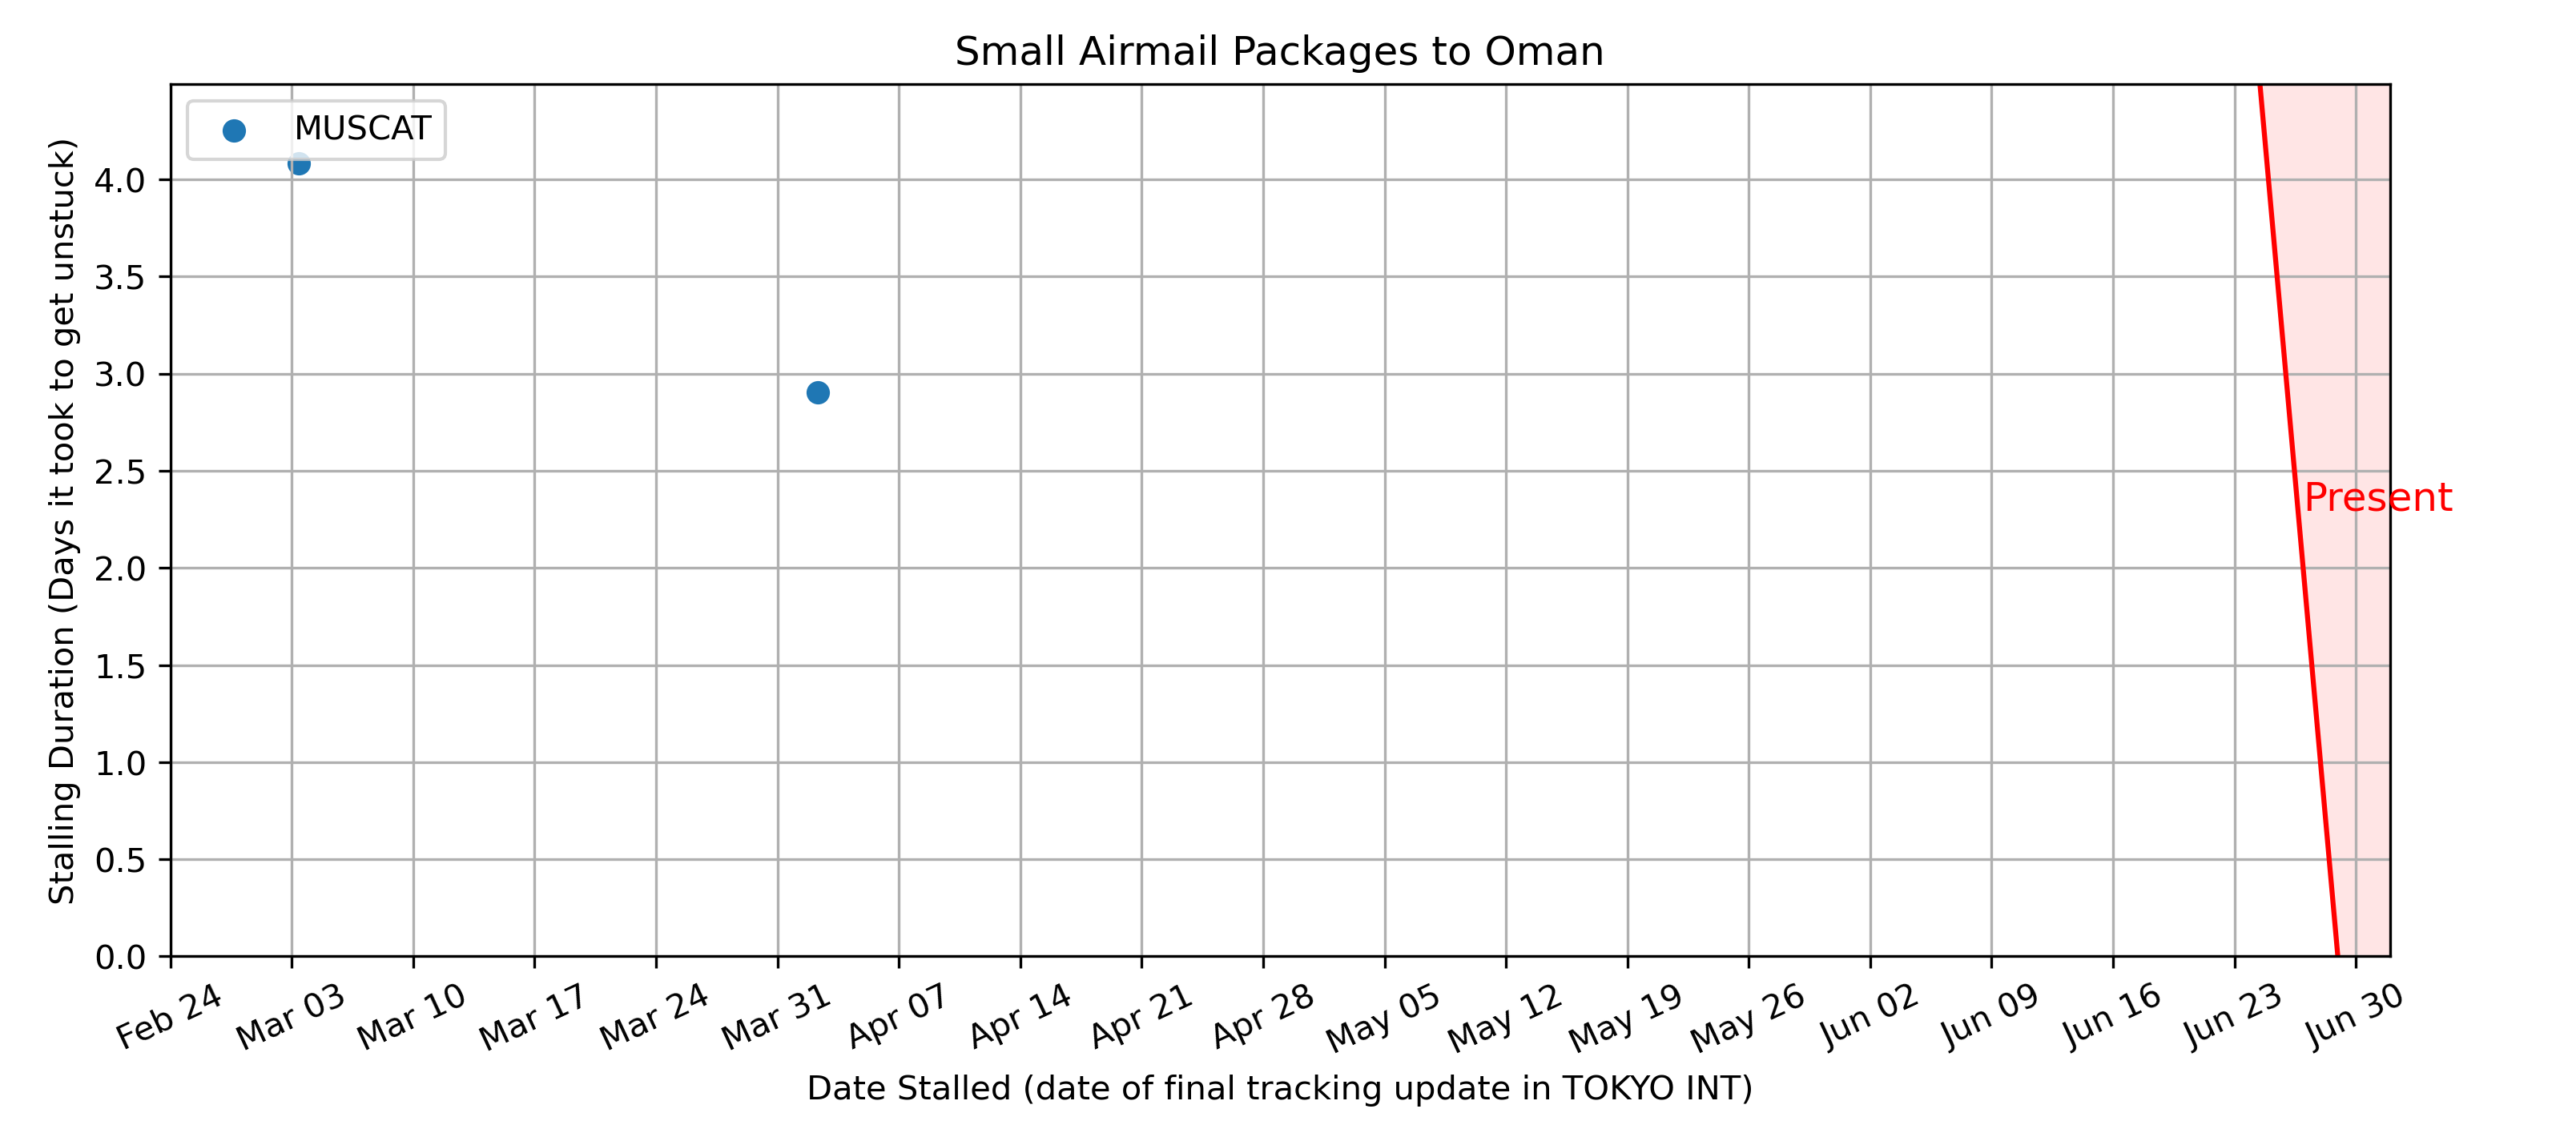 Small Airmail Packages to Oman
MUSCAT
Stalling Duration (Days it took to get unstuck)
4.0
3.5
3.0
2.5
2.0
1.5
1.0
0.5
0.0
Present
Feb 24 Mar 03 Mar 10 Mar 17 Mar 24 Mar 31 Apr 07 Apr 14 Apr 21 Apr 28 May 05 May 12 May 19 May 26 Jun 02 Jun 09 Jun 16 Jun 23 Jun 30
Date Stalled (date of final tracking update in TOKYO INT)